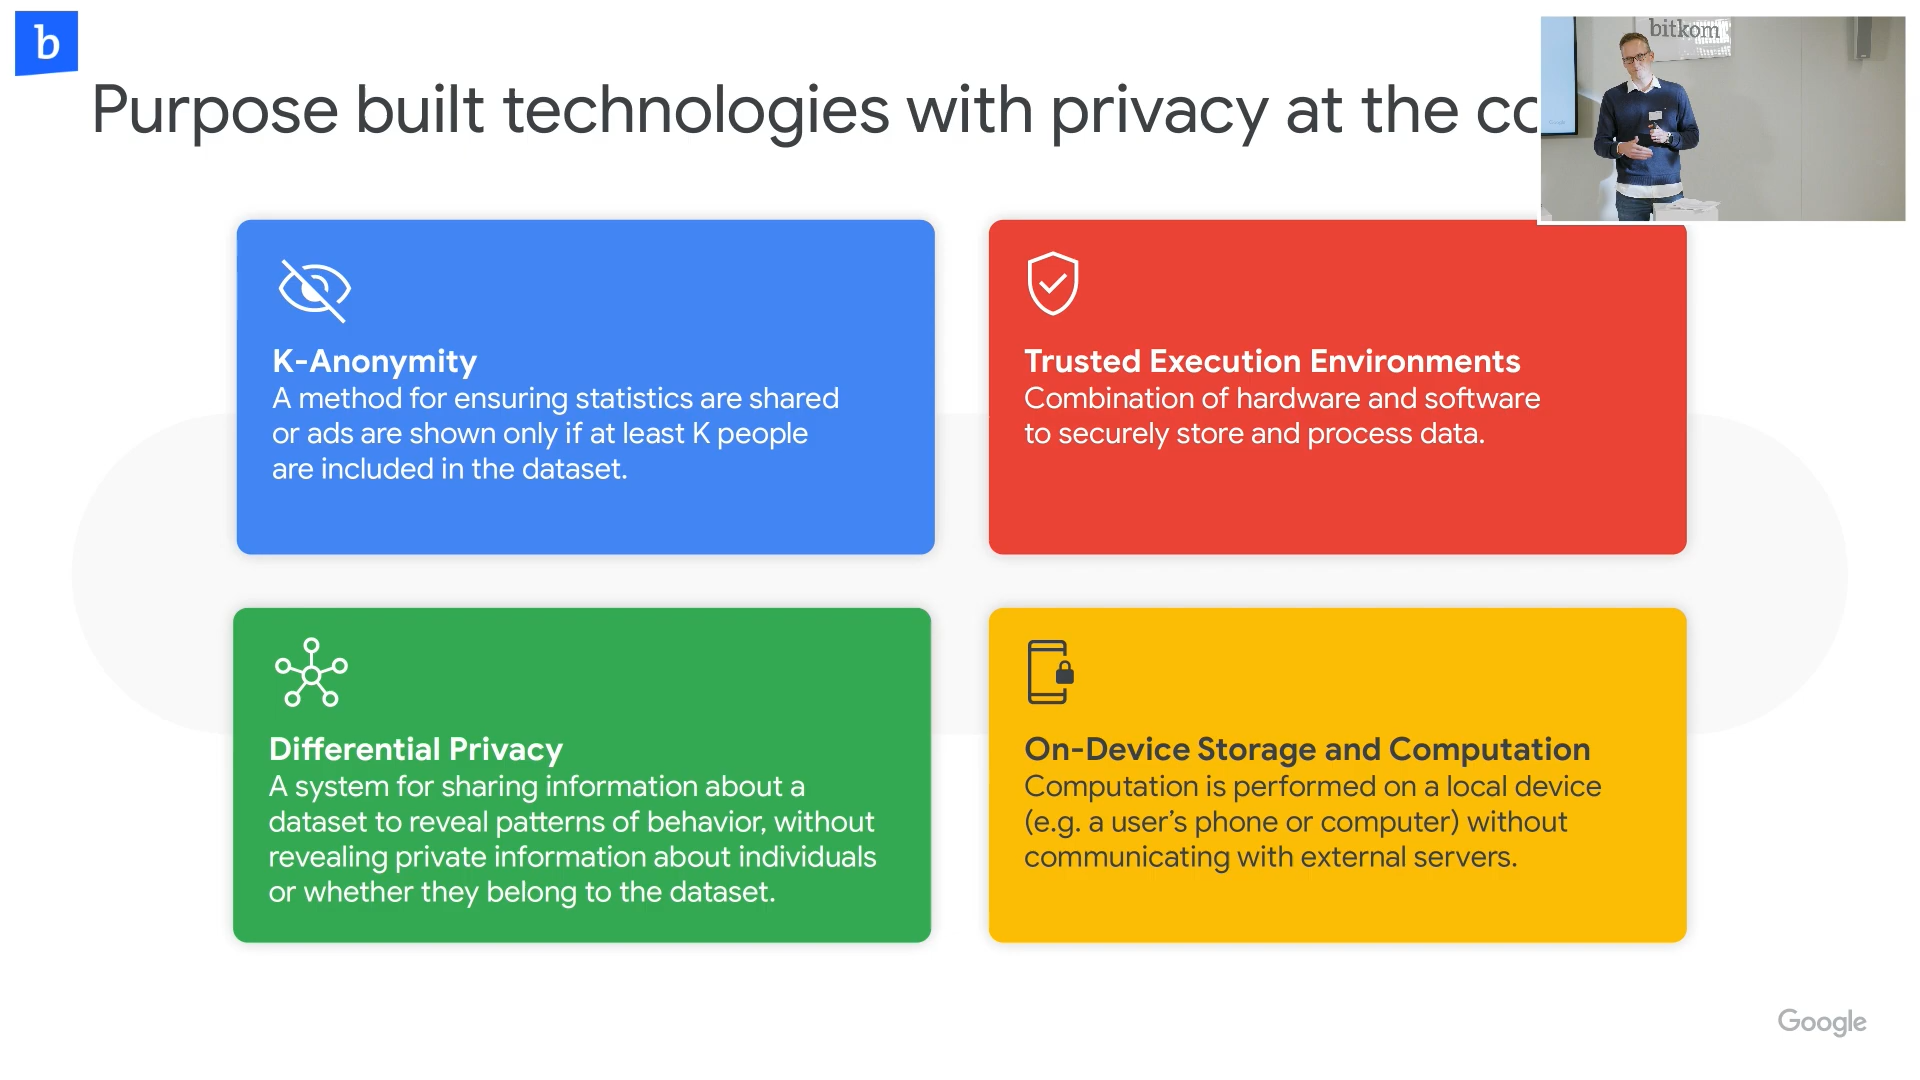 b
bitkom
Purpose built technologies with privacy at the co
K-Anonymity
A method for ensuring statistics are shared
or ads are shown only if at least K people
are included in the dataset.
Trusted Execution Environments
Combination of hardware and software
to securely store and process data.
Differential Privacy
A system for sharing information about a
dataset to reveal patterns of behavior, without
revealing private information about individuals
or whether they belong to the dataset.
On-Device Storage and Computation
Computation is performed on a local device
(e.g. a user's phone or computer) without
communicating with external servers.
Google